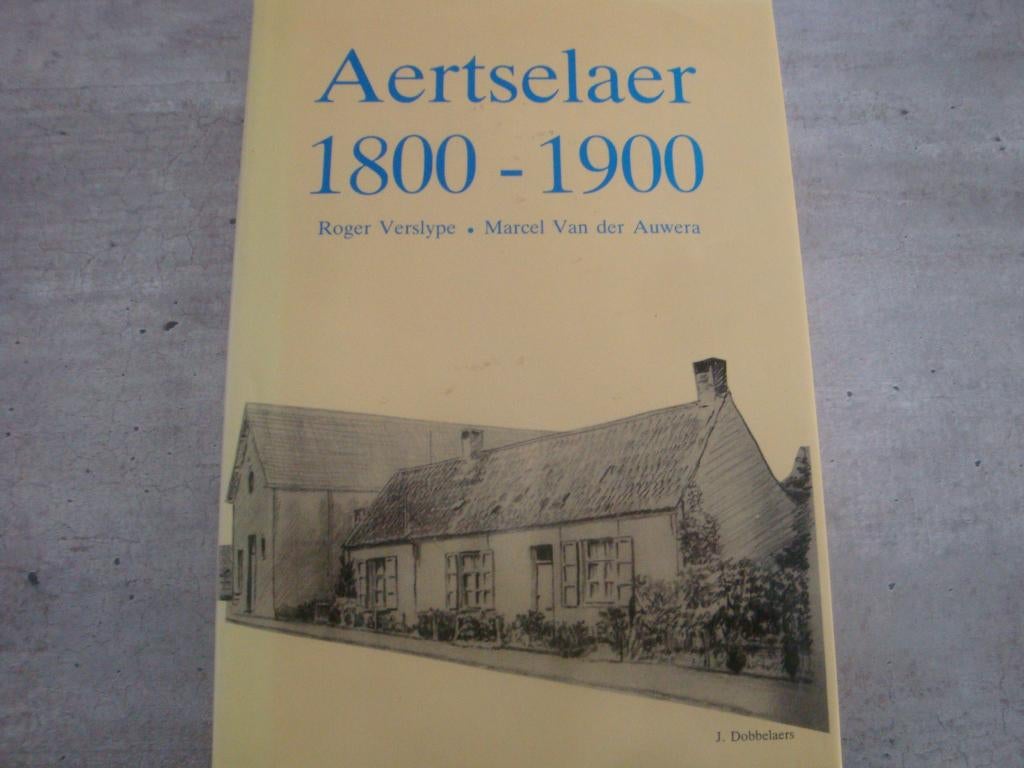 Aertselaer
1800 - 1900
Roger Verslype • Marcel Van der Auwera
J. Dobbelaers